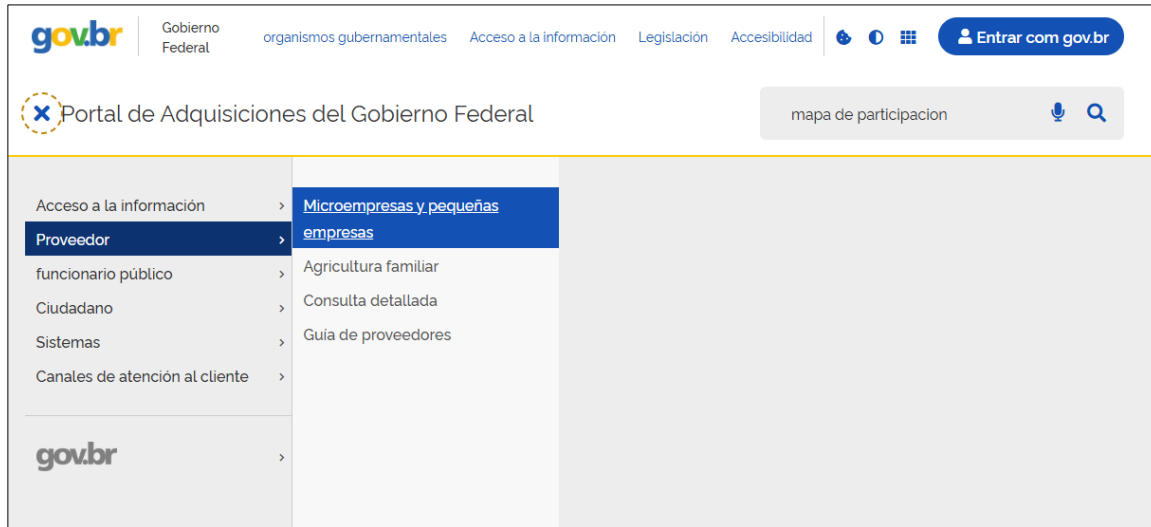 gov.br
Gobierno
Federal
organismos gubernamentales Acceso a la información Legislación Accesibilidad
Entrar com gov.br
Portal de Adquisiciones del Gobierno Federal
mapa de participacion
Acceso a la información
Proveedor
funcionario público
Ciudadano
Sistemas
Canales de atención al cliente
gov.br
Microempresas y pequeñas
empresas
Agricultura familiar
Consulta detallada
Guía de proveedores